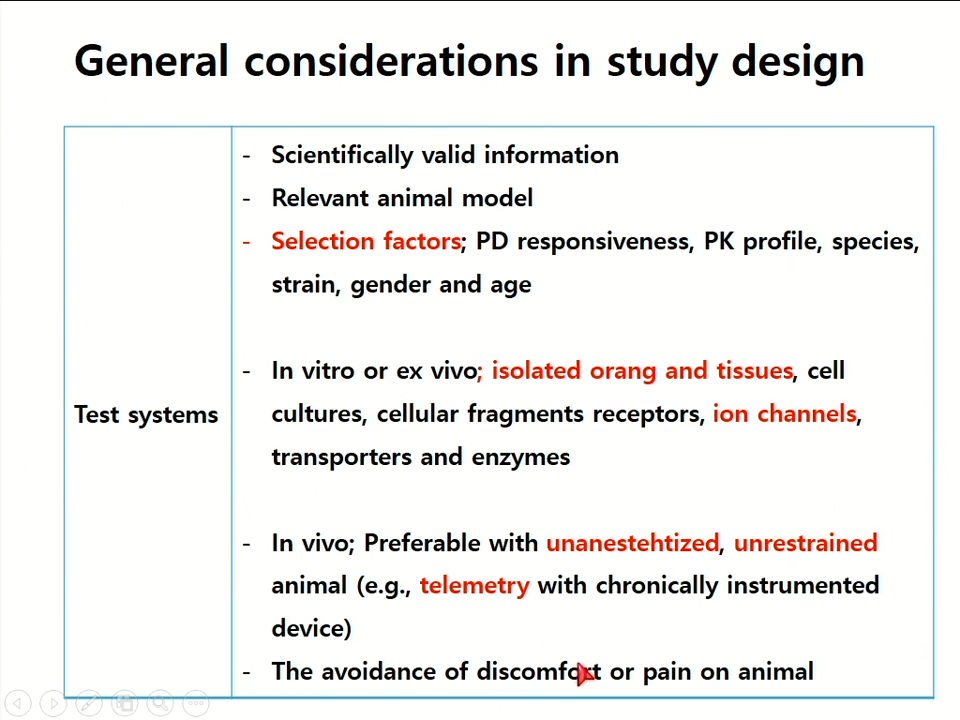 General considerations in study design
- Scientifically valid information
- Relevant animal model
- Selection factors; PD responsiveness, PK profile, species,
strain, gender and age
- In vitro or ex vivo; isolated orang and tissues, cell
Test systems
cultures, cellular fragments receptors, ion channels,
transporters and enzymes
- In vivo; Preferable with unanestehtized, unrestrained
animal (e.g., telemetry with chronically instrumented
device)
- The avoidance of discomfort or pain on animal